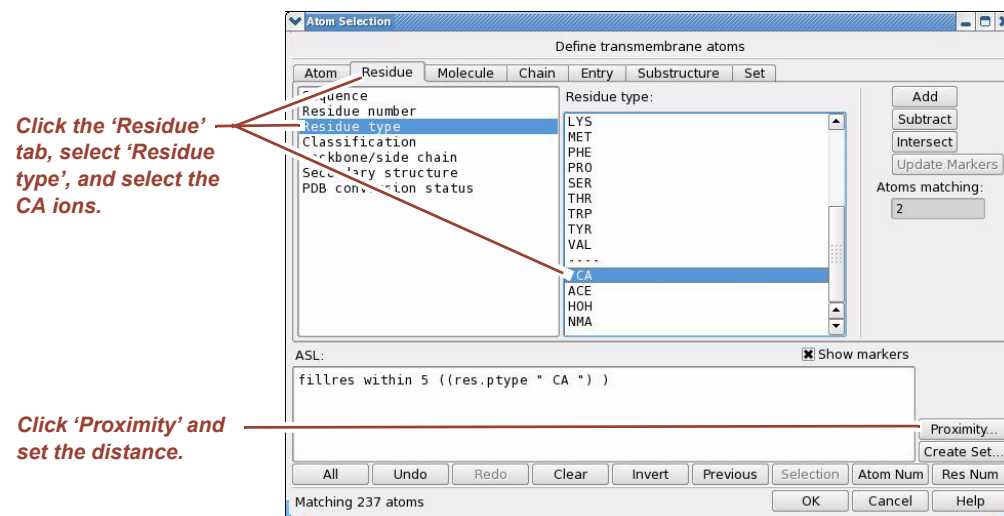 Atom Selection
Define transmembrane atoms
Atom Residue Molecule Chain Entry Substructure Set
Sequence
Residue number
Residue type
Classification
Backbone/side chain
Secondary structure
PDB conversion status
Residue type:
LYS
MET
PHE
PRO
SER
THR
TRP
TYR
VAL
----
CA
ACE
HOH
NMA
Add
Subtract
Intersect
Update Markers
Atoms matching:
2
Click the ‘Residue’
tab, select ‘Residue
type’, and select the
CA ions.
ASL:
Show markers
fillres within 5 ((res.ptype " CA ") )
Click ‘Proximity’ and
set the distance.
Proximity...
Create Set...
All Undo Redo Clear Invert Previous Selection Atom Num Res Num
Matching 237 atoms
OK Cancel Help